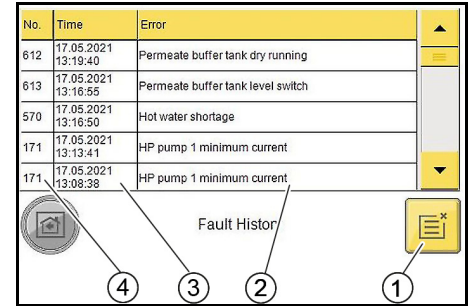 No. Time Error
612 17.05.2021 13:19:40 Permeate buffer tank dry running
613 17.05.2021 13:16:55 Permeate buffer tank level switch
570 17.05.2021 13:16:50 Hot water shortage
171 17.05.2021 13:13:41 HP pump 1 minimum current
171 17.05.2021 13:08:38 HP pump 1 minimum current
Fault History
4 3 2 1